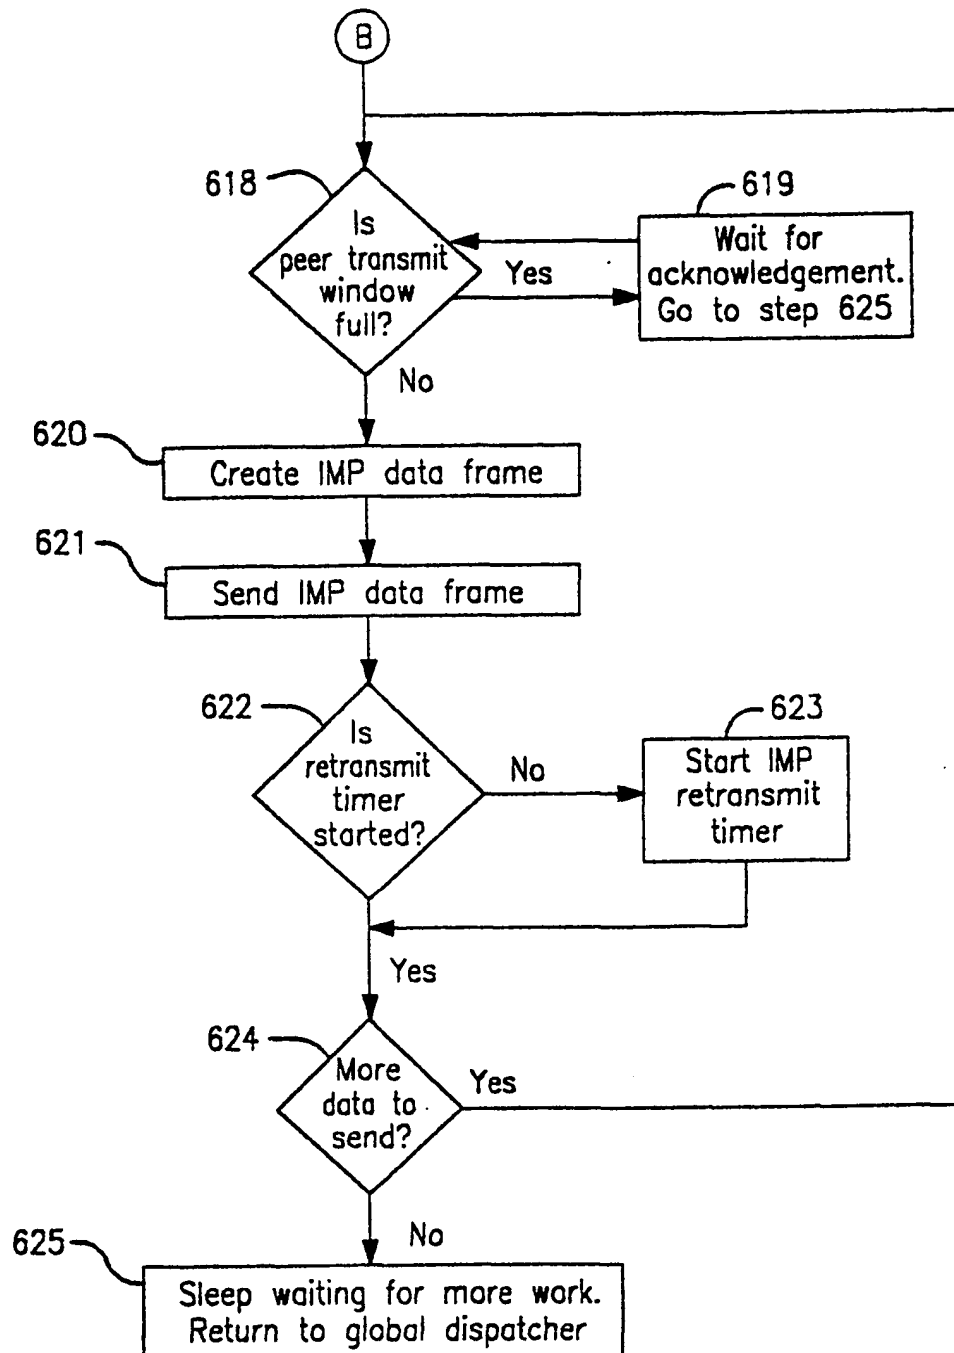 B
618
Is
peer transmit
window
full?
Yes
619
Wait for
acknowledgement.
Go to step 625
No
620
Create IMP data frame
621
Send IMP data frame
622
Is
retransmit
timer
started?
No
623
Start IMP
retransmit
timer
Yes
624
More
data to
send?
Yes
No
625
Sleep waiting for more work.
Return to global dispatcher